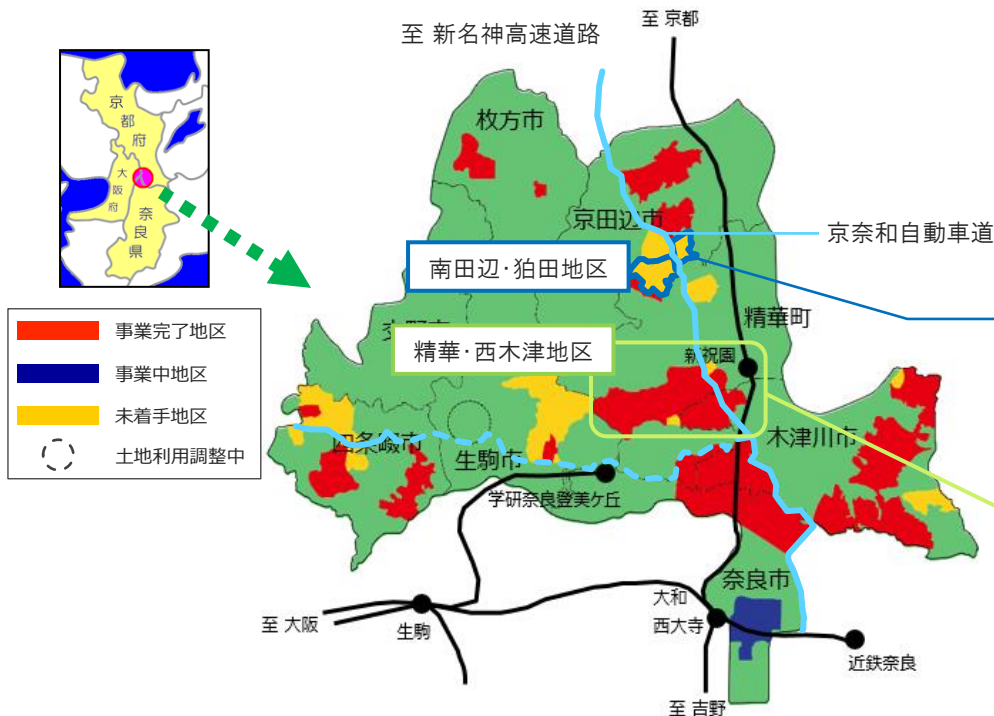 至 京都
至 新名神高速道路
京都府
大阪府
奈良県
枚方市
京田辺市
京奈和自動車道
南田辺・狛田地区
精華町
交野市
精華・西木津地区
新祝園
事業完了地区
事業中地区
未着手地区
土地利用調整中
四条畷市
生駒市
木津川市
学研奈良登美ケ丘
奈良市
大和
西大寺
至 大阪
生駒
近鉄奈良
至 吉野